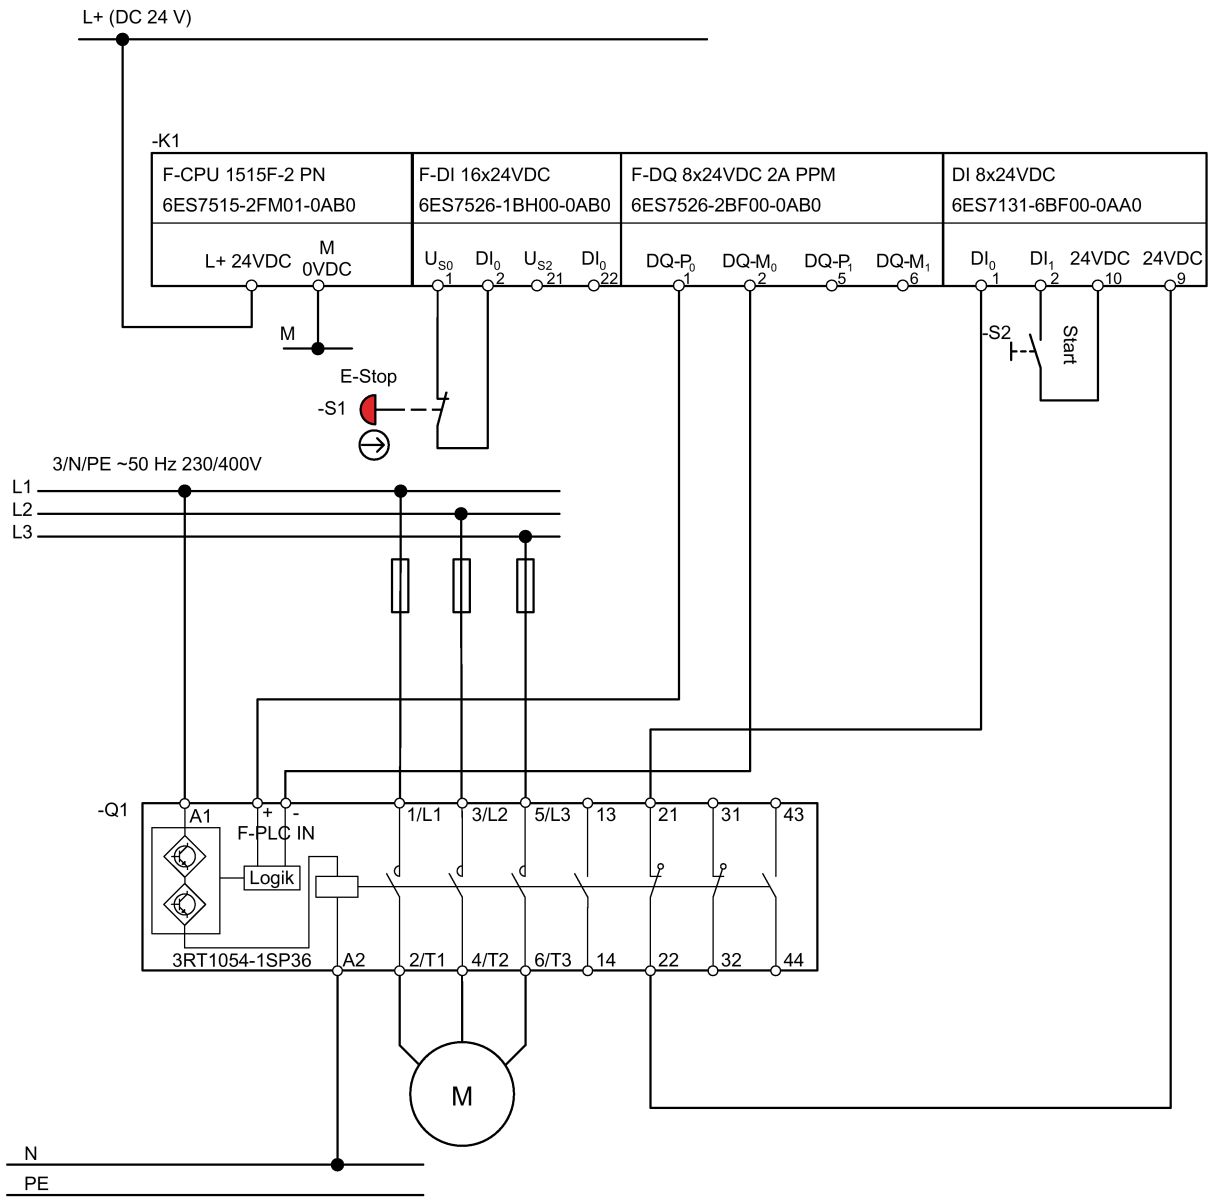 L+ (DC 24 V)
-K1
F-CPU 1515F-2 PN
6ES7515-2FM01-0AB0
F-DI 16x24VDC
6ES7526-1BH00-0AB0
F-DQ 8x24VDC 2A PPM
6ES7526-2BF00-0AB0
DI 8x24VDC
6ES7131-6BF00-0AA0
L+ 24VDC
M
0VDC
US0 DI0 US2 DI0
1 2 21 22
DQ-P0 DQ-M0 DQ-P1 DQ-M1
1 2 5 6
DI0 DI1 24VDC 24VDC
1 2 10 9
M
-S2
Start
E-Stop
-S1
3/N/PE ~50 Hz 230/400V
L1
L2
L3
-Q1
A1 + - 1/L1 3/L2 5/L3 13 21 31 43
F-PLC IN
Logik
3RT1054-1SP36 A2 2/T1 4/T2 6/T3 14 22 32 44
M
N
PE